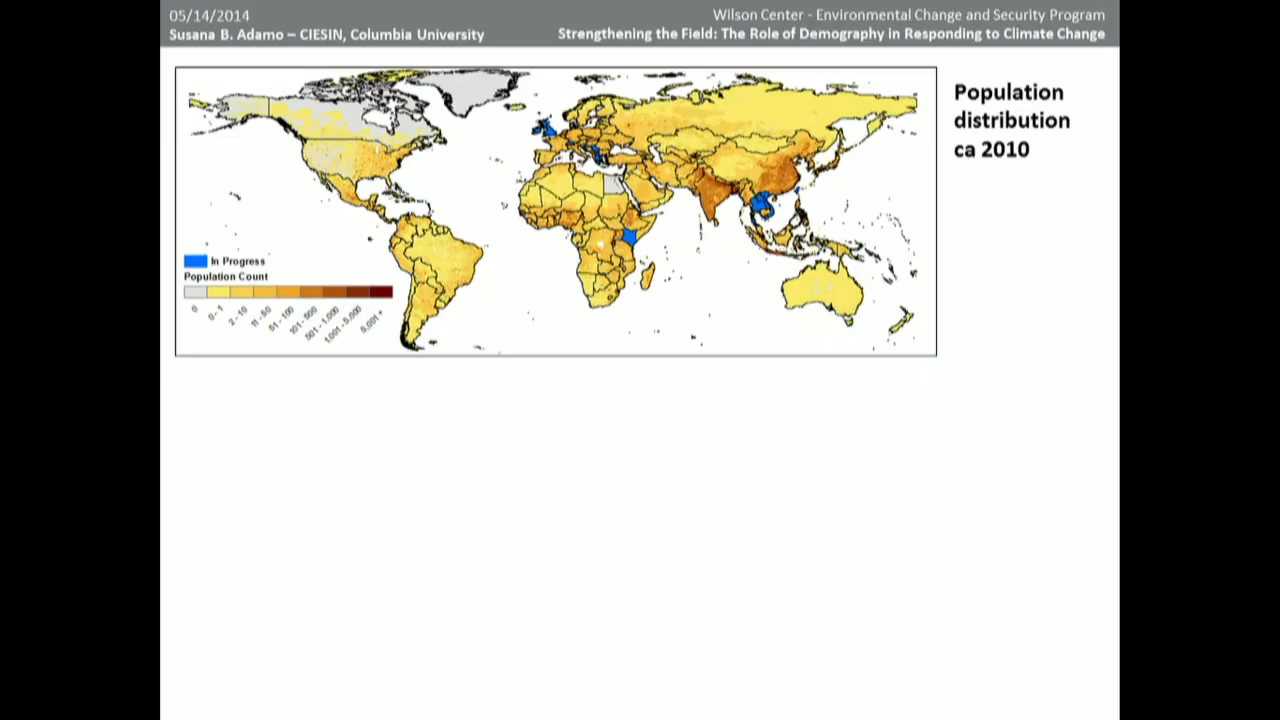 05/14/2014
Wilson Center - Environmental Change and Security Program
Susana B. Adamo – CIESIN, Columbia University
Strengthening the Field: The Role of Demography in Responding to Climate Change
Population
distribution
ca 2010
In Progress
Population Count
0
0 - 1
2 - 10
11 - 50
51 - 100
101 - 500
501 - 1,000
1,001 - 5,000
5,001 +